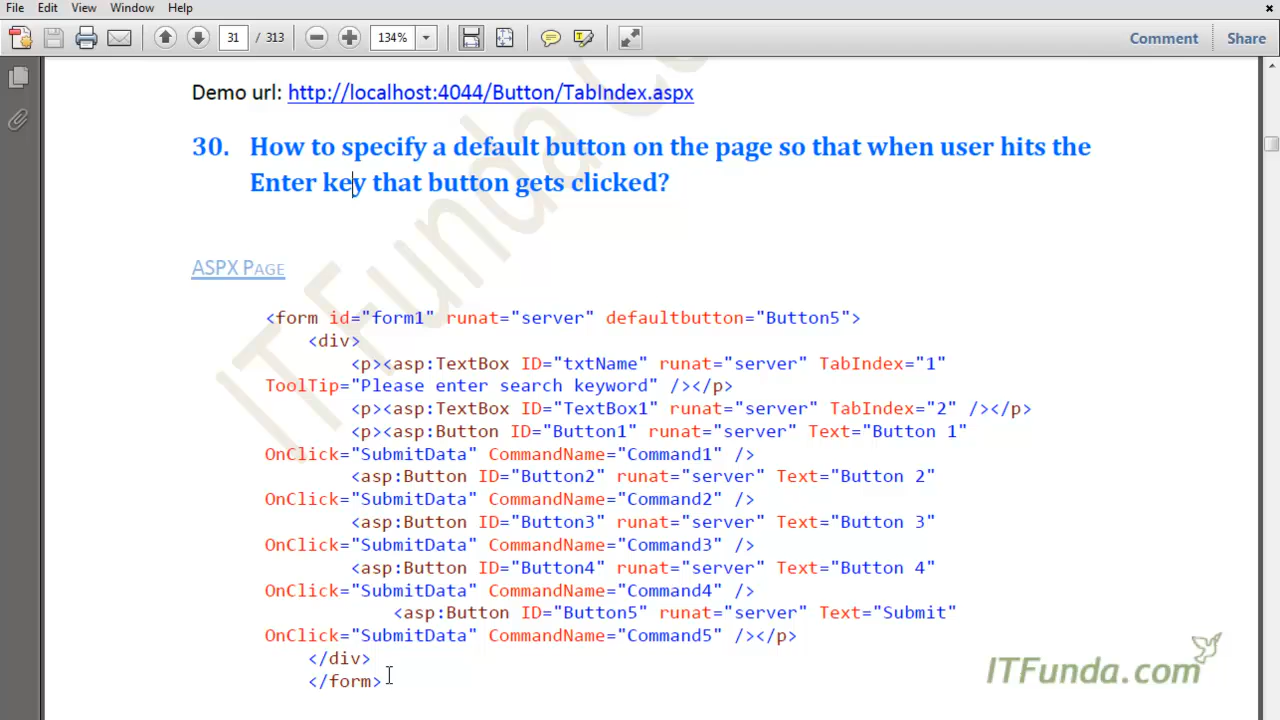 File Edit View Window Help
31 / 313 134% Comment Share
Demo url: http://localhost:4044/Button/TabIndex.aspx
30. How to specify a default button on the page so that when user hits the
Enter key that button gets clicked?
ASPX PAGE
<form id="form1" runat="server" defaultbutton="Button5">
<div>
<p><asp:TextBox ID="txtName" runat="server" TabIndex="1"
ToolTip="Please enter search keyword" /></p>
<p><asp:TextBox ID="TextBox1" runat="server" TabIndex="2" /></p>
<p><asp:Button ID="Button1" runat="server" Text="Button 1"
OnClick="SubmitData" CommandName="Command1" />
<asp:Button ID="Button2" runat="server" Text="Button 2"
OnClick="SubmitData" CommandName="Command2" />
<asp:Button ID="Button3" runat="server" Text="Button 3"
OnClick="SubmitData" CommandName="Command3" />
<asp:Button ID="Button4" runat="server" Text="Button 4"
OnClick="SubmitData" CommandName="Command4" />
<asp:Button ID="Button5" runat="server" Text="Submit"
OnClick="SubmitData" CommandName="Command5" /></p>
</div>
</form>
ITFunda.com
IT Funda Co